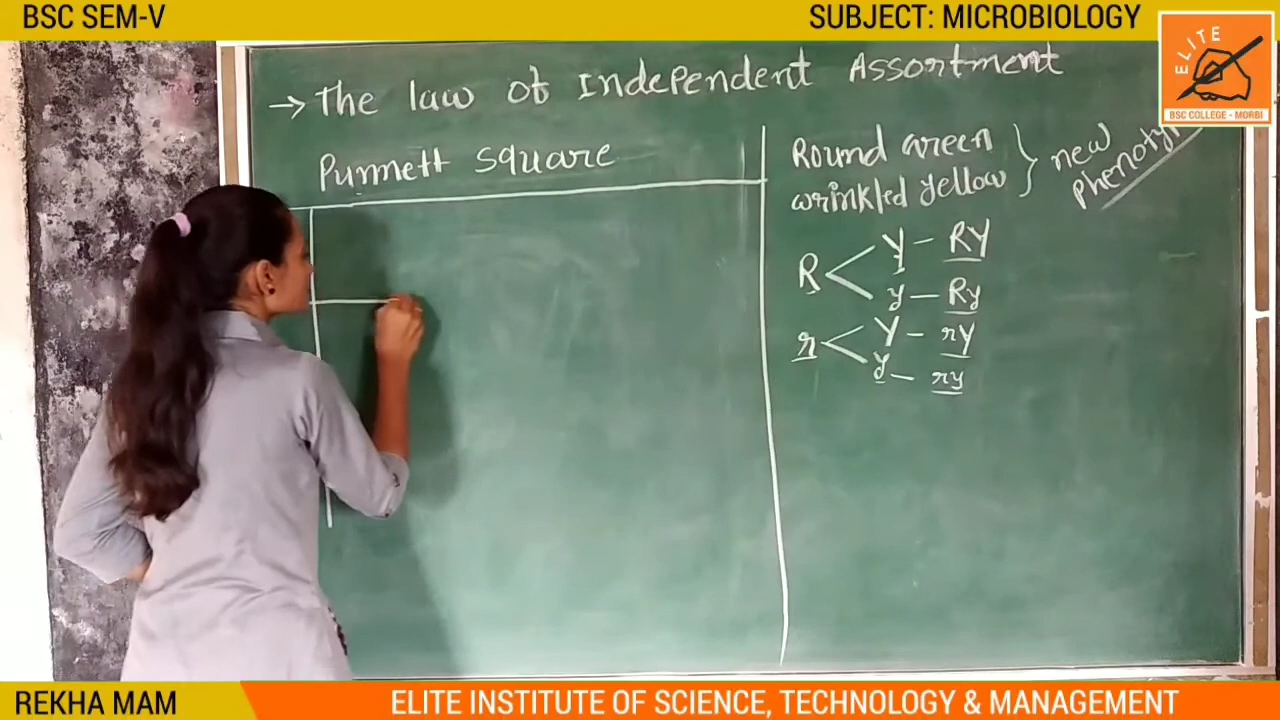 BSC SEM-V
SUBJECT: MICROBIOLOGY
ELITE
BSC COLLEGE - MORBI
→ The law of Independent Assortment
Punnett square
Round Green
wrinkled yellow
new
phenotyp
R < Y - RY
y - Ry
r < Y - rY
y - ry
REKHA MAM
ELITE INSTITUTE OF SCIENCE, TECHNOLOGY & MANAGEMENT